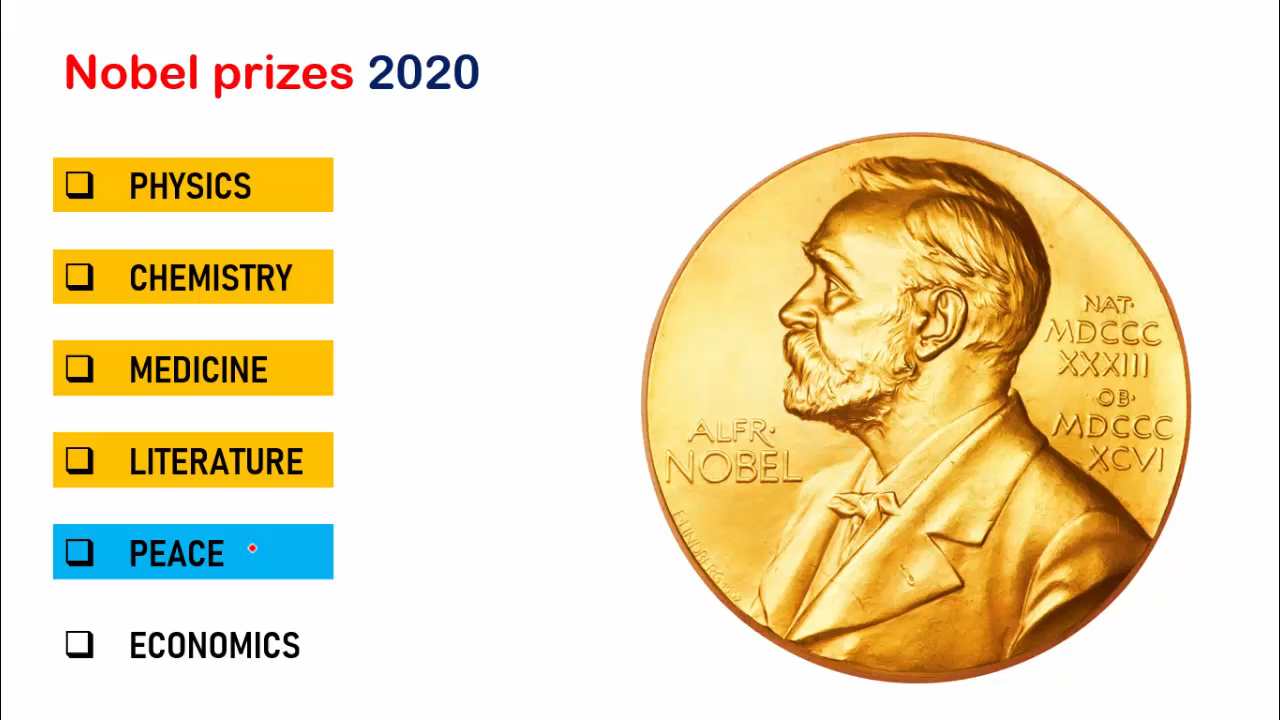 Nobel prizes 2020
PHYSICS
CHEMISTRY
MEDICINE
LITERATURE
PEACE
ECONOMICS
ALFR·
NOBEL
NAT·
MDCCC
XXXIII
OB·
MDCCC
XCVI